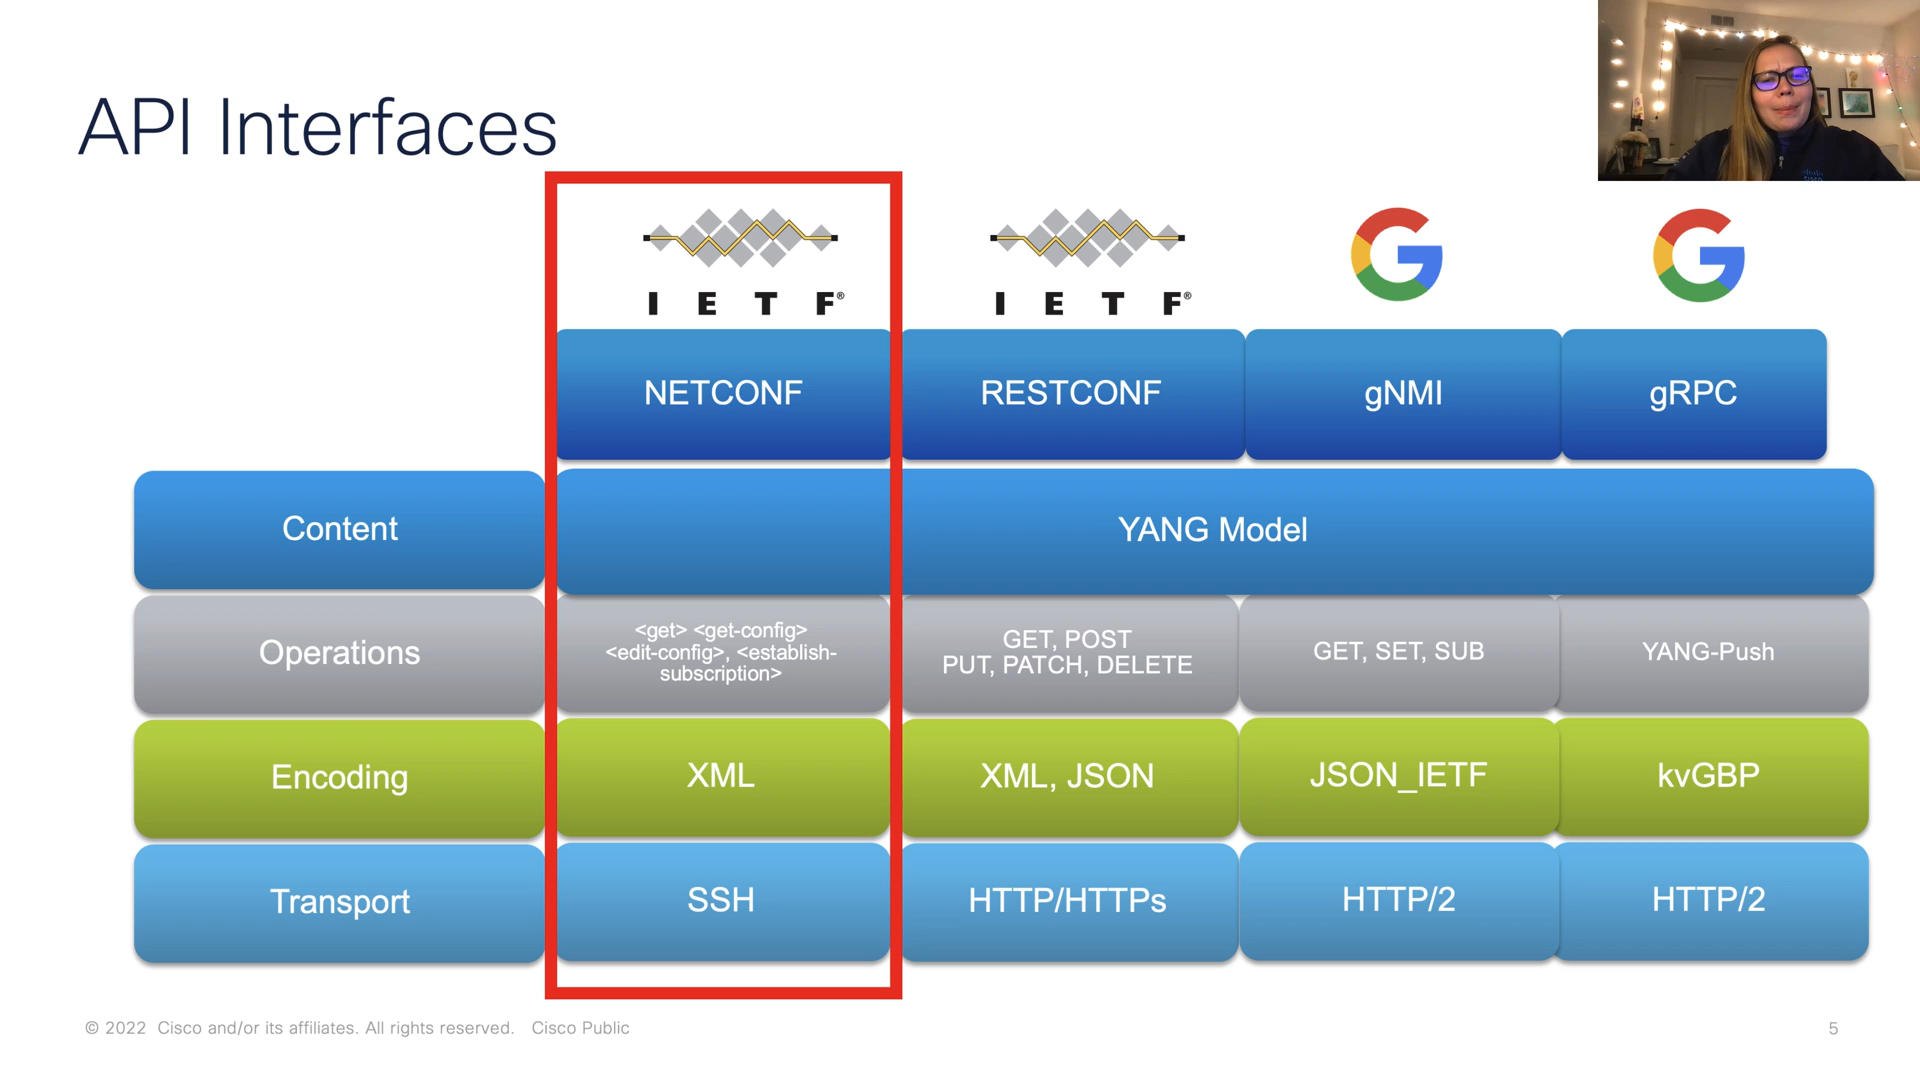 API Interfaces
I E T F®
I E T F®
NETCONF
RESTCONF
gNMI
gRPC
Content
YANG Model
Operations
<get> <get-config>
<edit-config>, <establish-
subscription>
GET, POST
PUT, PATCH, DELETE
GET, SET, SUB
YANG-Push
Encoding
XML
XML, JSON
JSON_IETF
kvGBP
Transport
SSH
HTTP/HTTPs
HTTP/2
HTTP/2
© 2022 Cisco and/or its affiliates. All rights reserved. Cisco Public
5